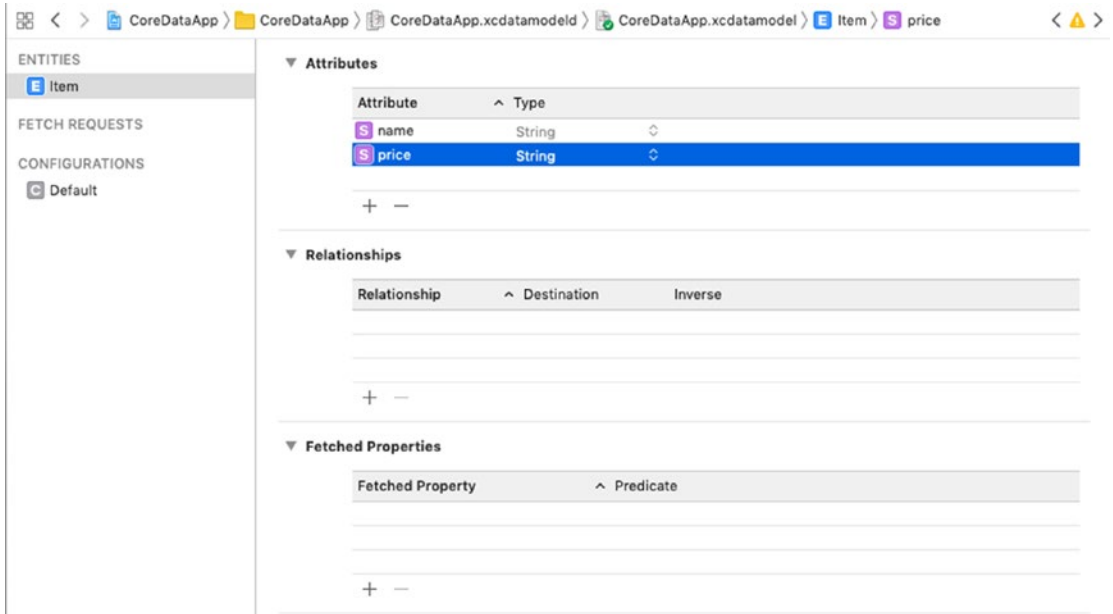 CoreDataApp CoreDataApp CoreDataApp.xcdatamodeld CoreDataApp.xcdatamodel E Item S price
ENTITIES
E Item
FETCH REQUESTS
CONFIGURATIONS
C Default
Attributes
Attribute Type
S name String
S price String
Relationships
Relationship Destination Inverse
Fetched Properties
Fetched Property Predicate